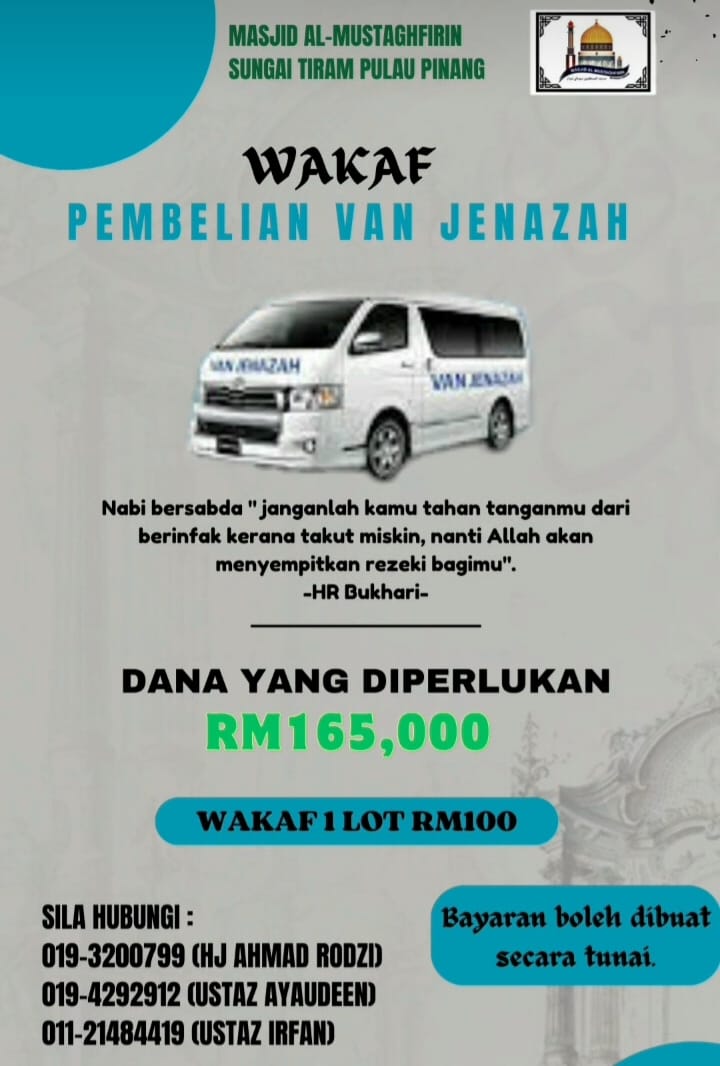 MASJID AL-MUSTAGHFIRIN
SUNGAI TIRAM PULAU PINANG
MASJID AL MUSTAGHFIRIN
WAKAF
PEMBELIAN VAN JENAZAH
VAN JENAZAH
VAN JENAZAH
Nabi bersabda " janganlah kamu tahan tanganmu dari
berinfak kerana takut miskin, nanti Allah akan
menyempitkan rezeki bagimu".
-HR Bukhari-
DANA YANG DIPERLUKAN
RM165,000
WAKAF 1 LOT RM100
SILA HUBUNGI :
019-3200799 (HJ AHMAD RODZI)
019-4292912 (USTAZ AYAUDEEN)
011-21484419 (USTAZ IRFAN)
Bayaran boleh dibuat
secara tunai.